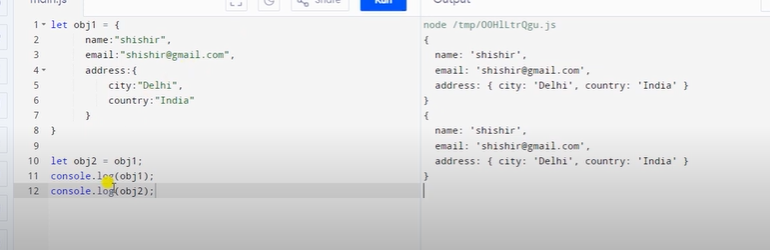 main.js
Share
Run
Output
1 let obj1 = {
2 name:"shishir",
3 email:"shishir@gmail.com",
4 address:{
5 city:"Delhi",
6 country:"India"
7 }
8 }
9
10 let obj2 = obj1;
11 console.log(obj1);
12 console.log(obj2);
node /tmp/OOHlLtrQgu.js
{
name: 'shishir',
email: 'shishir@gmail.com',
address: { city: 'Delhi', country: 'India' }
}
{
name: 'shishir',
email: 'shishir@gmail.com',
address: { city: 'Delhi', country: 'India' }
}